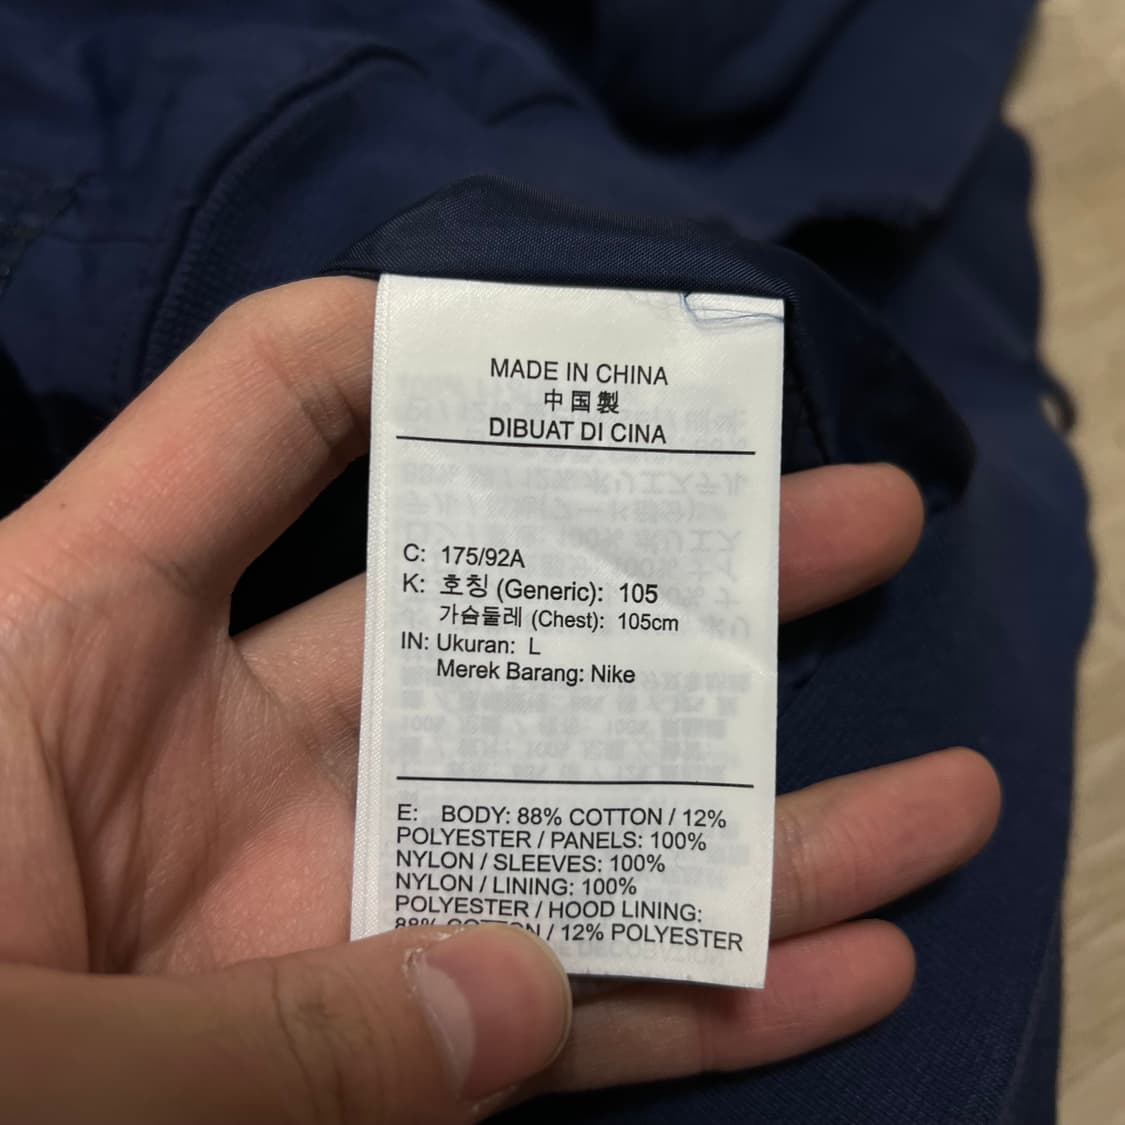 MADE IN CHINA
中国製
DIBUAT DI CINA
C: 175/92A
K: 호칭 (Generic): 105
가슴둘레 (Chest): 105cm
IN: Ukuran: L
Merek Barang: Nike
E: BODY: 88% COTTON / 12%
POLYESTER / PANELS: 100%
NYLON / SLEEVES: 100%
NYLON / LINING: 100%
POLYESTER / HOOD LINING:
88% COTTON / 12% POLYESTER